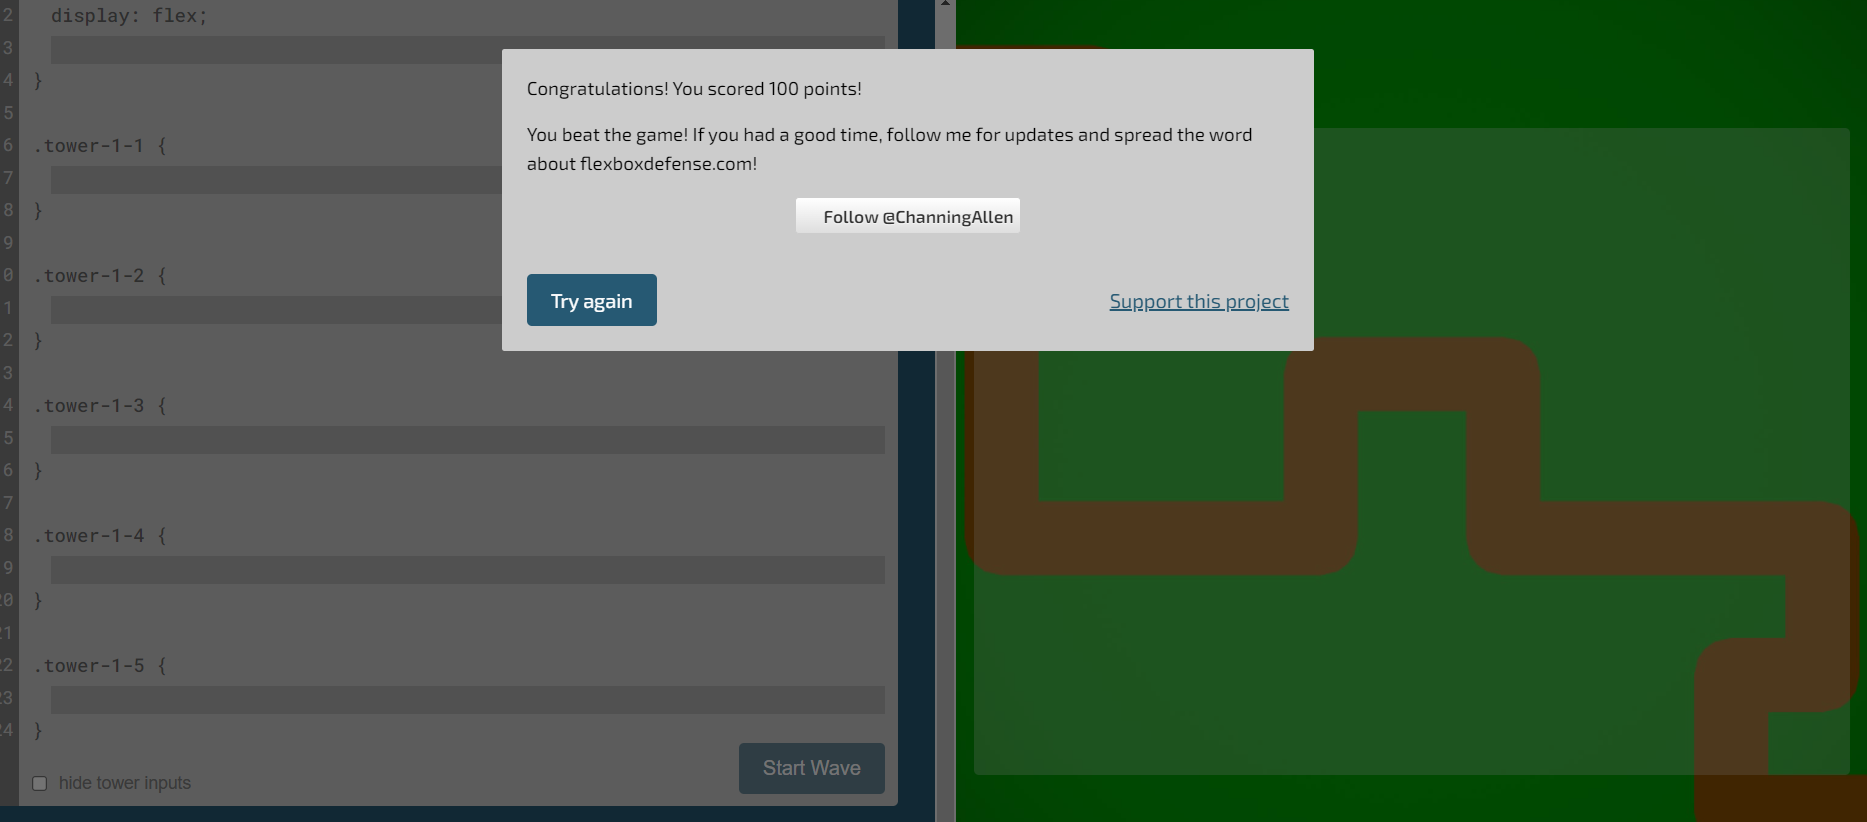 2 display: flex;
3
4 }
5
6 .tower-1-1 {
7
8 }
9
0 .tower-1-2 {
1
2 }
3
4 .tower-1-3 {
5
6 }
7
8 .tower-1-4 {
9
20 }
21
22 .tower-1-5 {
23
24 }
hide tower inputs
Start Wave
Congratulations! You scored 100 points!
You beat the game! If you had a good time, follow me for updates and spread the word
about flexboxdefense.com!
Follow @ChanningAllen
Try again
Support this project